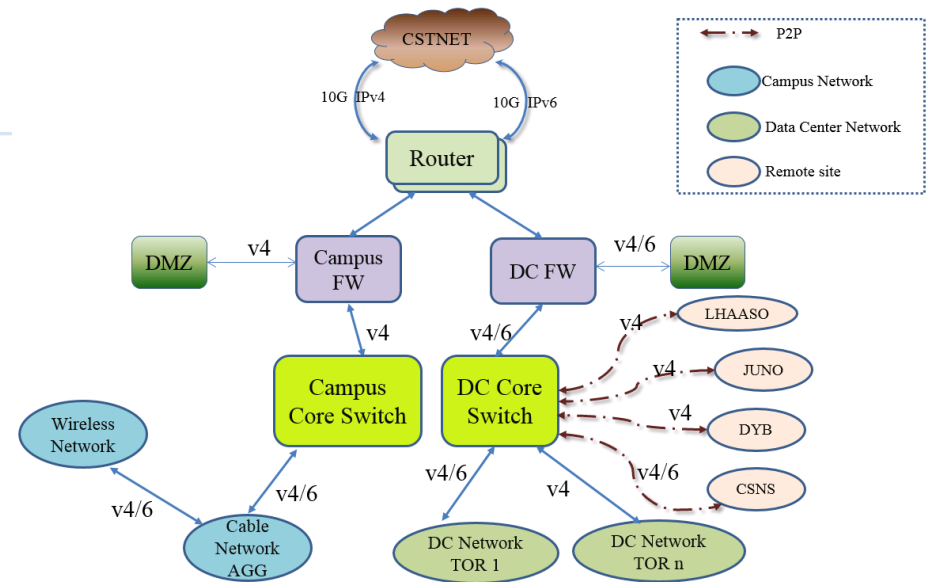 CSTNET
P2P
Campus Network
Data Center Network
Remote site
10G IPv4
10G IPv6
Router
DMZ
v4
Campus
FW
DC FW
v4/6
DMZ
v4
v4/6
v4
LHAASO
v4
JUNO
v4
DYB
v4/6
CSNS
Campus
Core Switch
DC Core
Switch
Wireless
Network
v4/6
v4/6
v4/6
v4
Cable
Network
AGG
DC Network
TOR 1
DC Network
TOR n